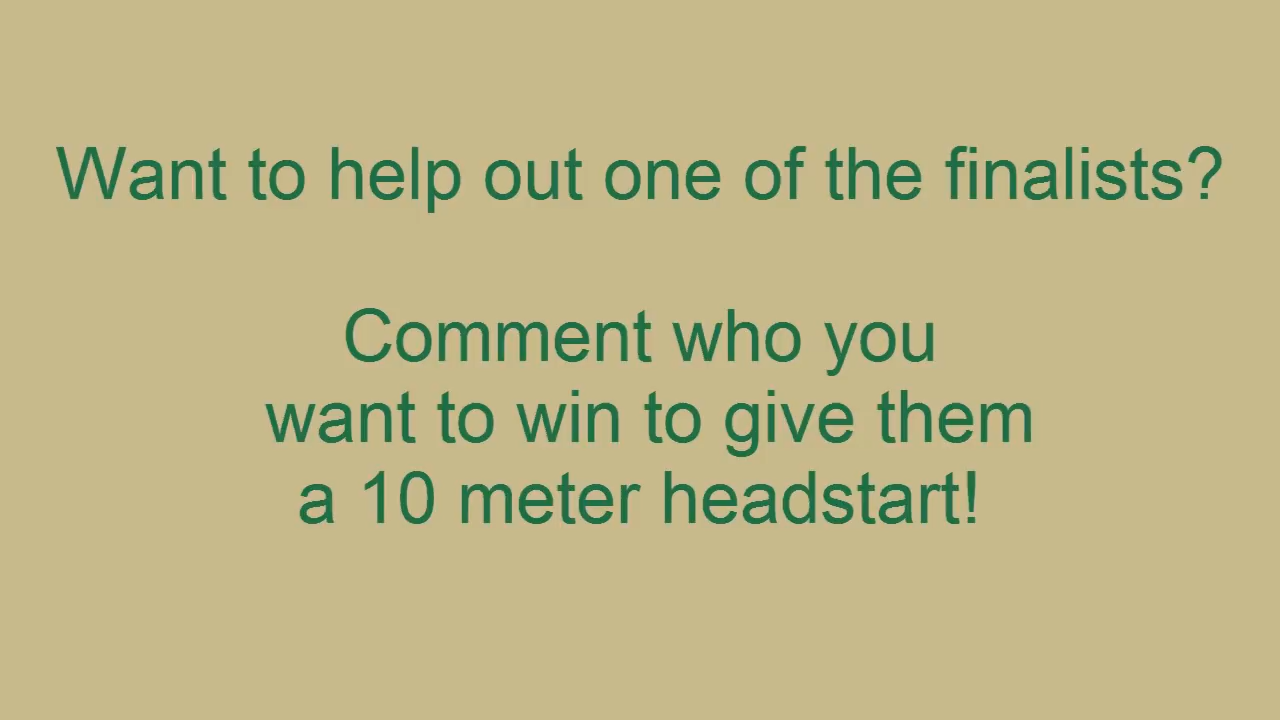 Want to help out one of the finalists?
Comment who you
want to win to give them
a 10 meter headstart!